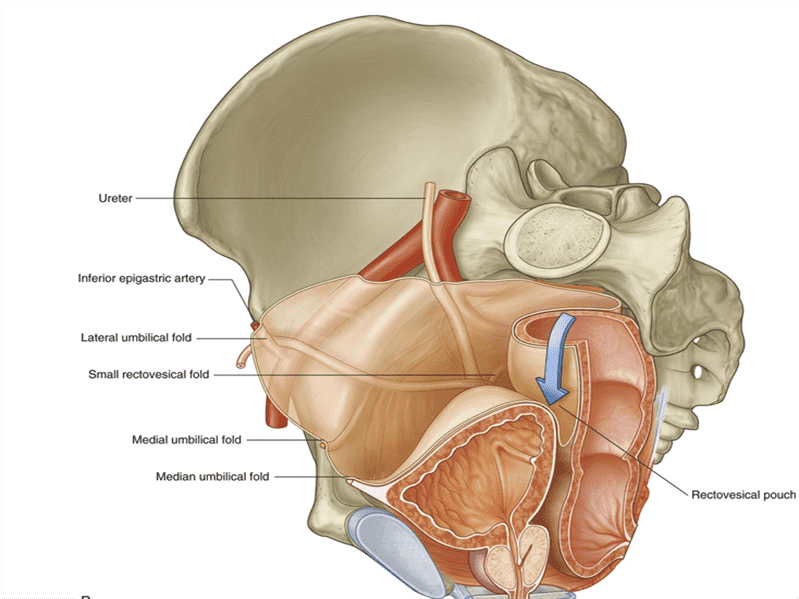 Ureter
Inferior epigastric artery
Lateral umbilical fold
Small rectovesical fold
Medial umbilical fold
Median umbilical fold
Rectovesical pouch